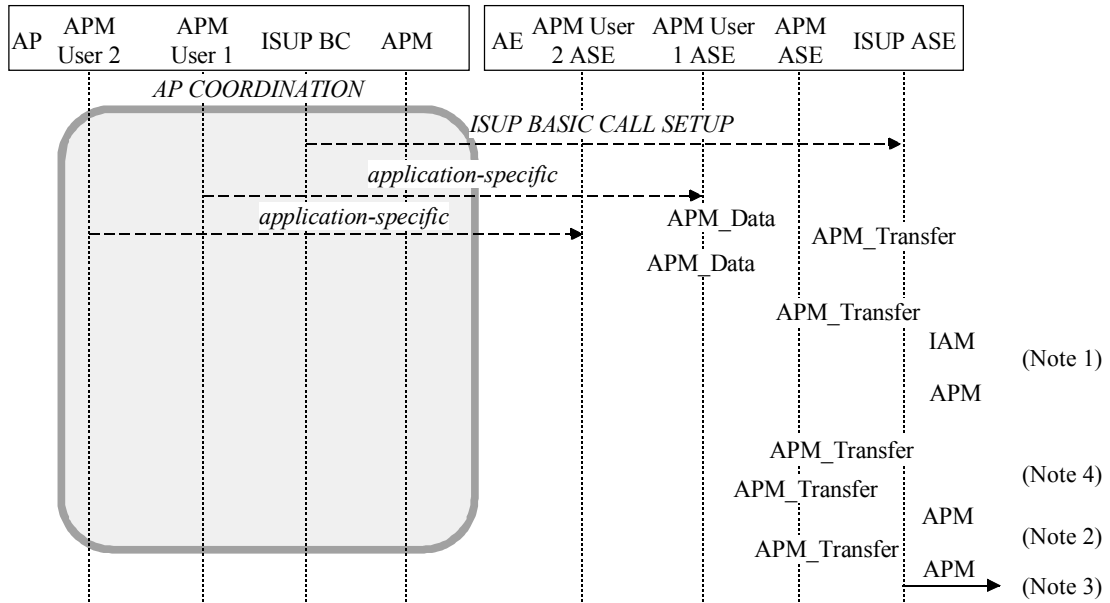 AP
APM
User 2
APM
User 1
ISUP BC
APM
AE
APM User
2 ASE
APM User
1 ASE
APM
ASE
ISUP ASE
AP COORDINATION
ISUP BASIC CALL SETUP
application-specific
application-specific
APM_Data
APM_Transfer
APM_Data
APM_Transfer
IAM
(Note 1)
APM
APM_Transfer
(Note 4)
APM_Transfer
APM
(Note 2)
APM_Transfer
APM
(Note 3)